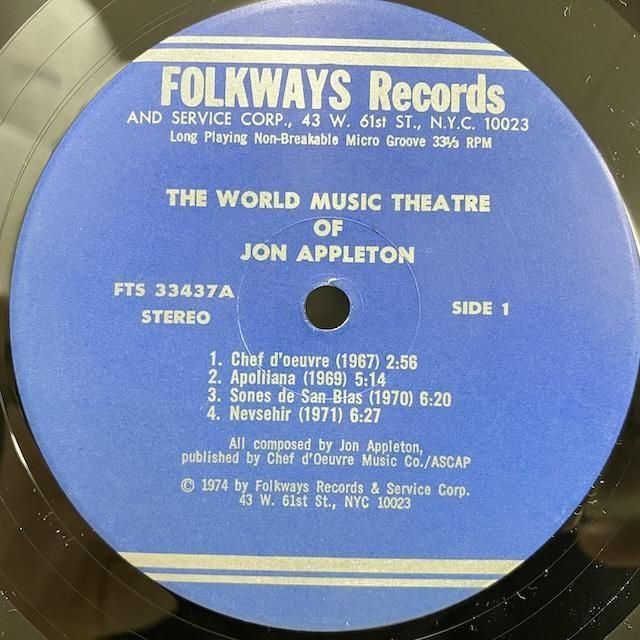 FOLKWAYS Records
AND SERVICE CORP., 43 W. 61st ST., N.Y.C. 10023
Long Playing Non-Breakable Micro Groove 33⅓ RPM
THE WORLD MUSIC THEATRE
OF
JON APPLETON
FTS 33437A
STEREO
SIDE 1
1. Chef d'oeuvre (1967) 2:56
2. Apolliana (1969) 5:14
3. Sones de San Blas (1970) 6:20
4. Nevsehir (1971) 6:27
All composed by Jon Appleton,
published by Chef d'Oeuvre Music Co./ASCAP
© 1974 by Folkways Records & Service Corp.
43 W. 61st St., NYC 10023